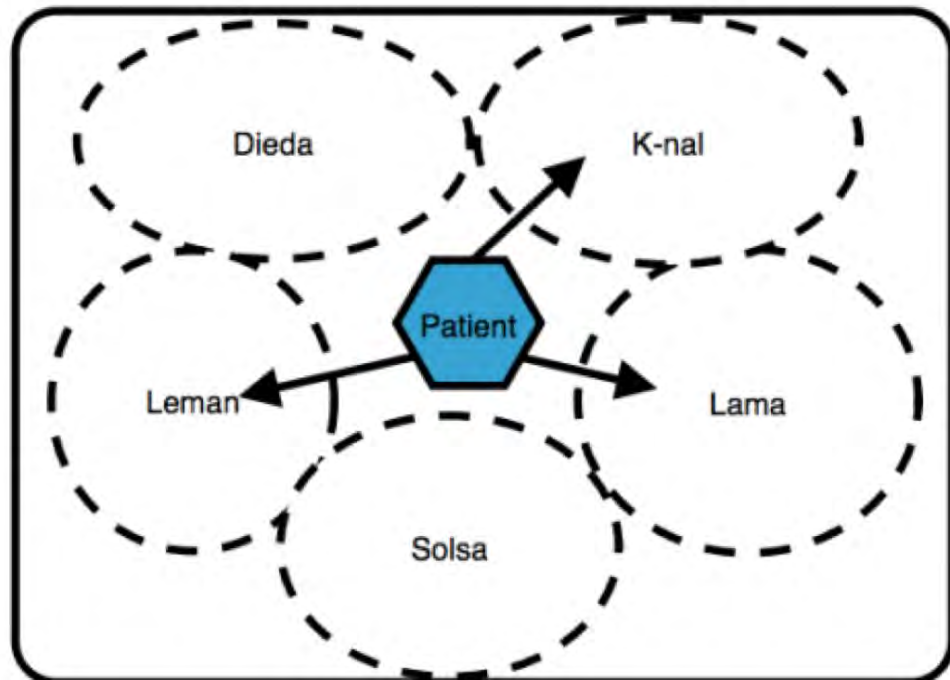 Dieda
K-nal
Patient
Leman
Lama
Solsa